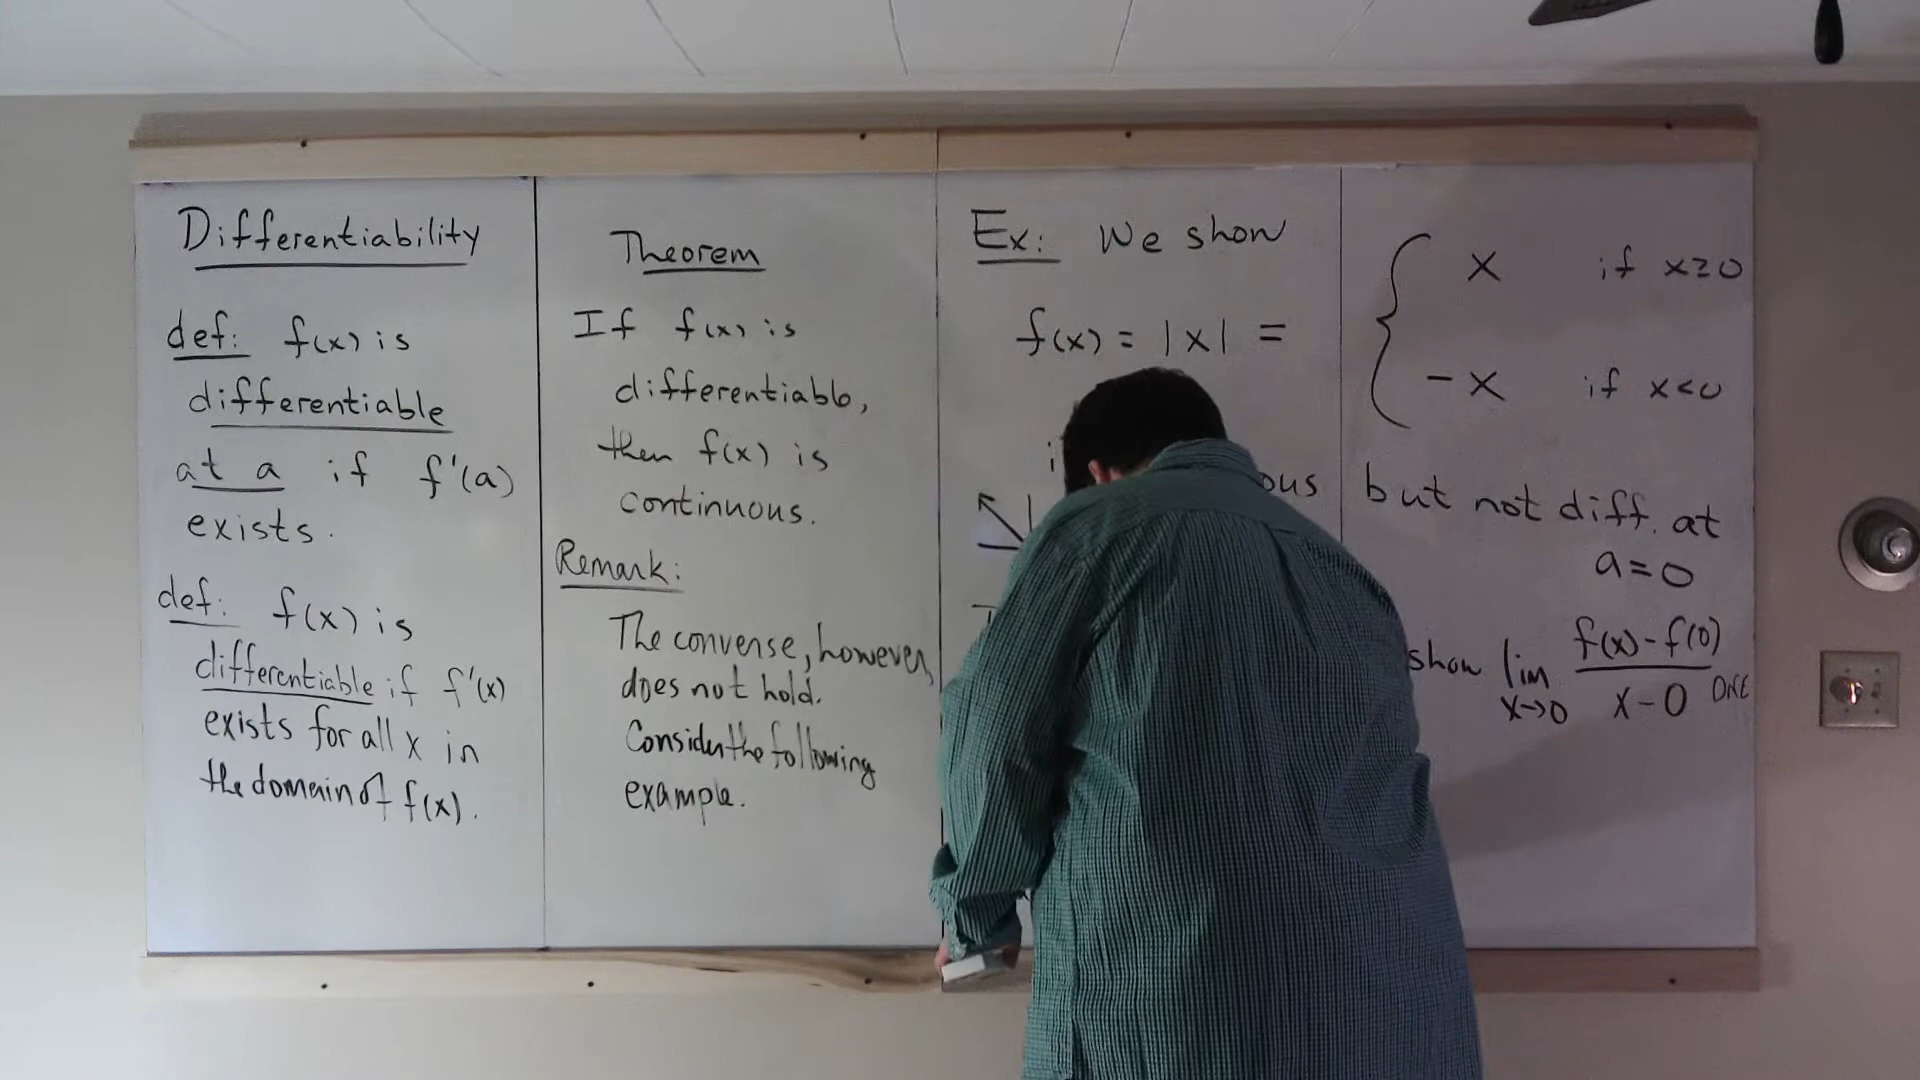 Differentiability
def: f(x) is
differentiable
at a if f'(a)
exists.
def: f(x) is
differentiable if f'(x)
exists for all x in
the domain of f(x).
Theorem
If f(x) is
differentiable,
then f(x) is
continuous.
Remark:
The converse, however,
does not hold.
Consider the following
example.
Ex: We show
f(x) = |x| =
{ x if x≥0
-x if x<0
but not diff. at
a=0
show lim x→0 f(x)-f(0) / x-0 DNE